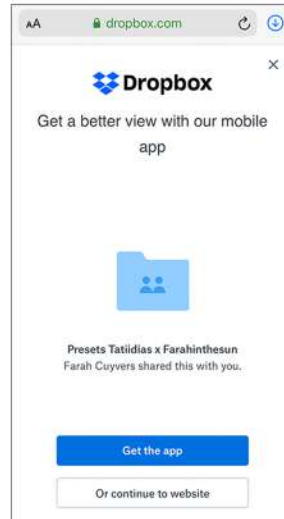 AA dropbox.com
Dropbox
Get a better view with our mobile
app
Presets Tatiidias x Farahinthesun
Farah Cuyvers shared this with you.
Get the app
Or continue to website